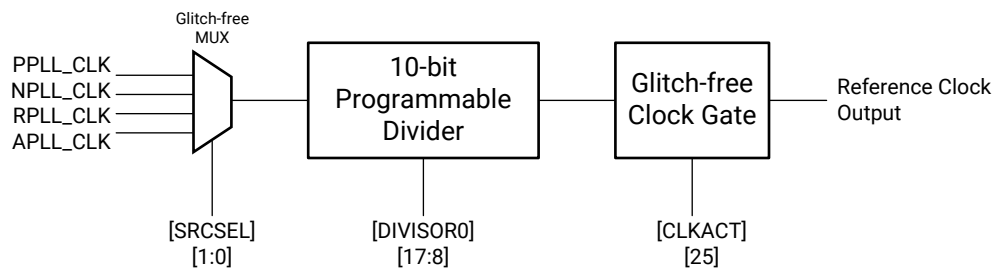 Glitch-free
MUX
PPLL_CLK
NPLL_CLK
RPLL_CLK
APLL_CLK
10-bit
Programmable
Divider
Glitch-free
Clock Gate
Reference Clock
Output
[SRCSEL]
[1:0]
[DIVISOR0]
[17:8]
[CLKACT]
[25]